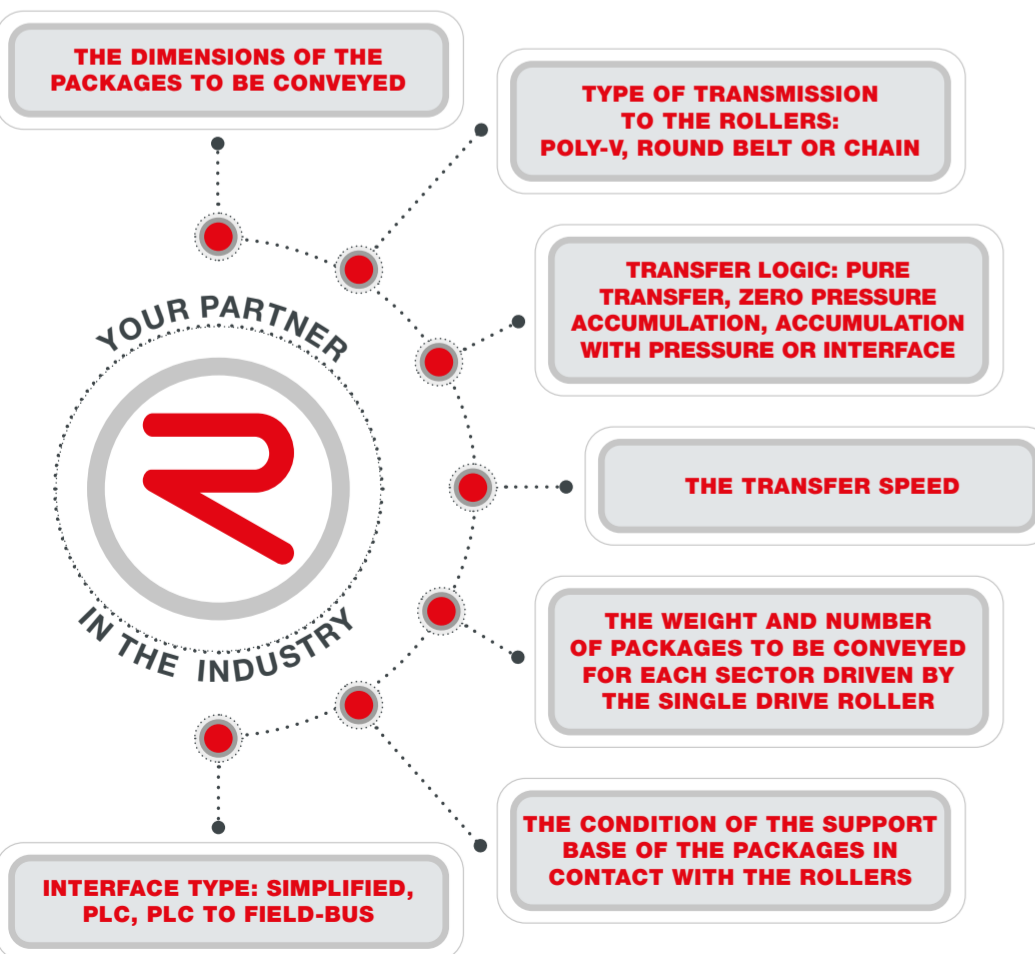 THE DIMENSIONS OF THE
PACKAGES TO BE CONVEYED
TYPE OF TRANSMISSION
TO THE ROLLERS:
POLY-V, ROUND BELT OR CHAIN
TRANSFER LOGIC: PURE
TRANSFER, ZERO PRESSURE
ACCUMULATION, ACCUMULATION
WITH PRESSURE OR INTERFACE
YOUR PARTNER
IN THE INDUSTRY
THE TRANSFER SPEED
THE WEIGHT AND NUMBER
OF PACKAGES TO BE CONVEYED
FOR EACH SECTOR DRIVEN BY
THE SINGLE DRIVE ROLLER
THE CONDITION OF THE SUPPORT
BASE OF THE PACKAGES IN
CONTACT WITH THE ROLLERS
INTERFACE TYPE: SIMPLIFIED,
PLC, PLC TO FIELD-BUS